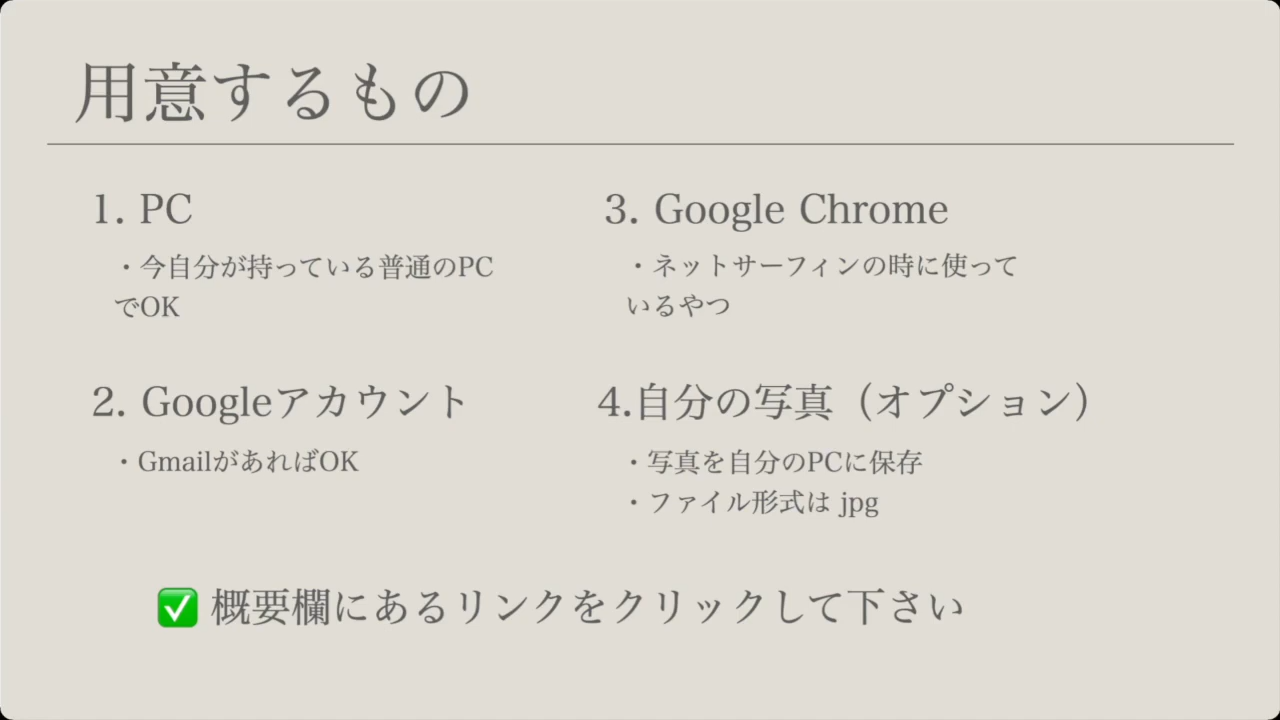 用意するもの
1. PC
・今自分が持っている普通のPC
でOK
2. Googleアカウント
・GmailがあればOK
3. Google Chrome
・ネットサーフィンの時に使って
いるやつ
4.自分の写真（オプション）
・写真を自分のPCに保存
・ファイル形式は jpg
✅ 概要欄にあるリンクをクリックして下さい